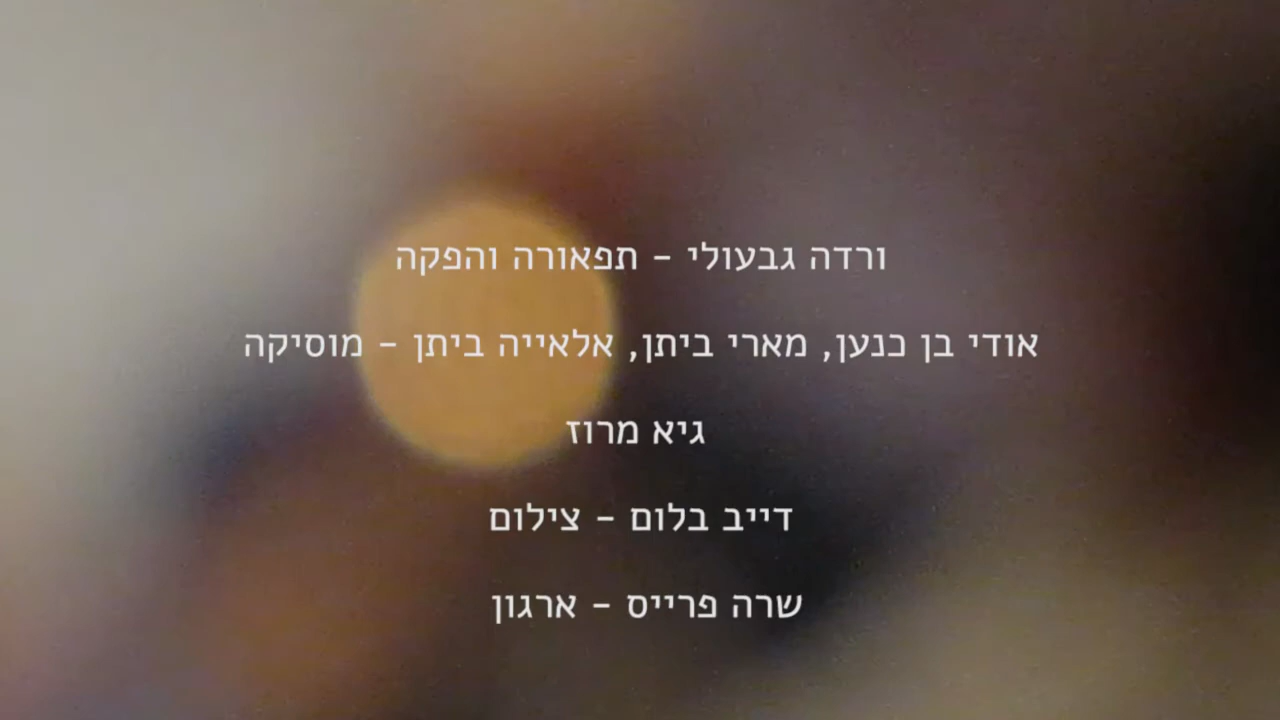 ורדה גבעולי - תפאורה והפקה
אודי בן כנען, מארי ביתן, אלאייה ביתן - מוסיקה
גיא מרוז
דייב בלום - צילום
שרה פרייס - ארגון